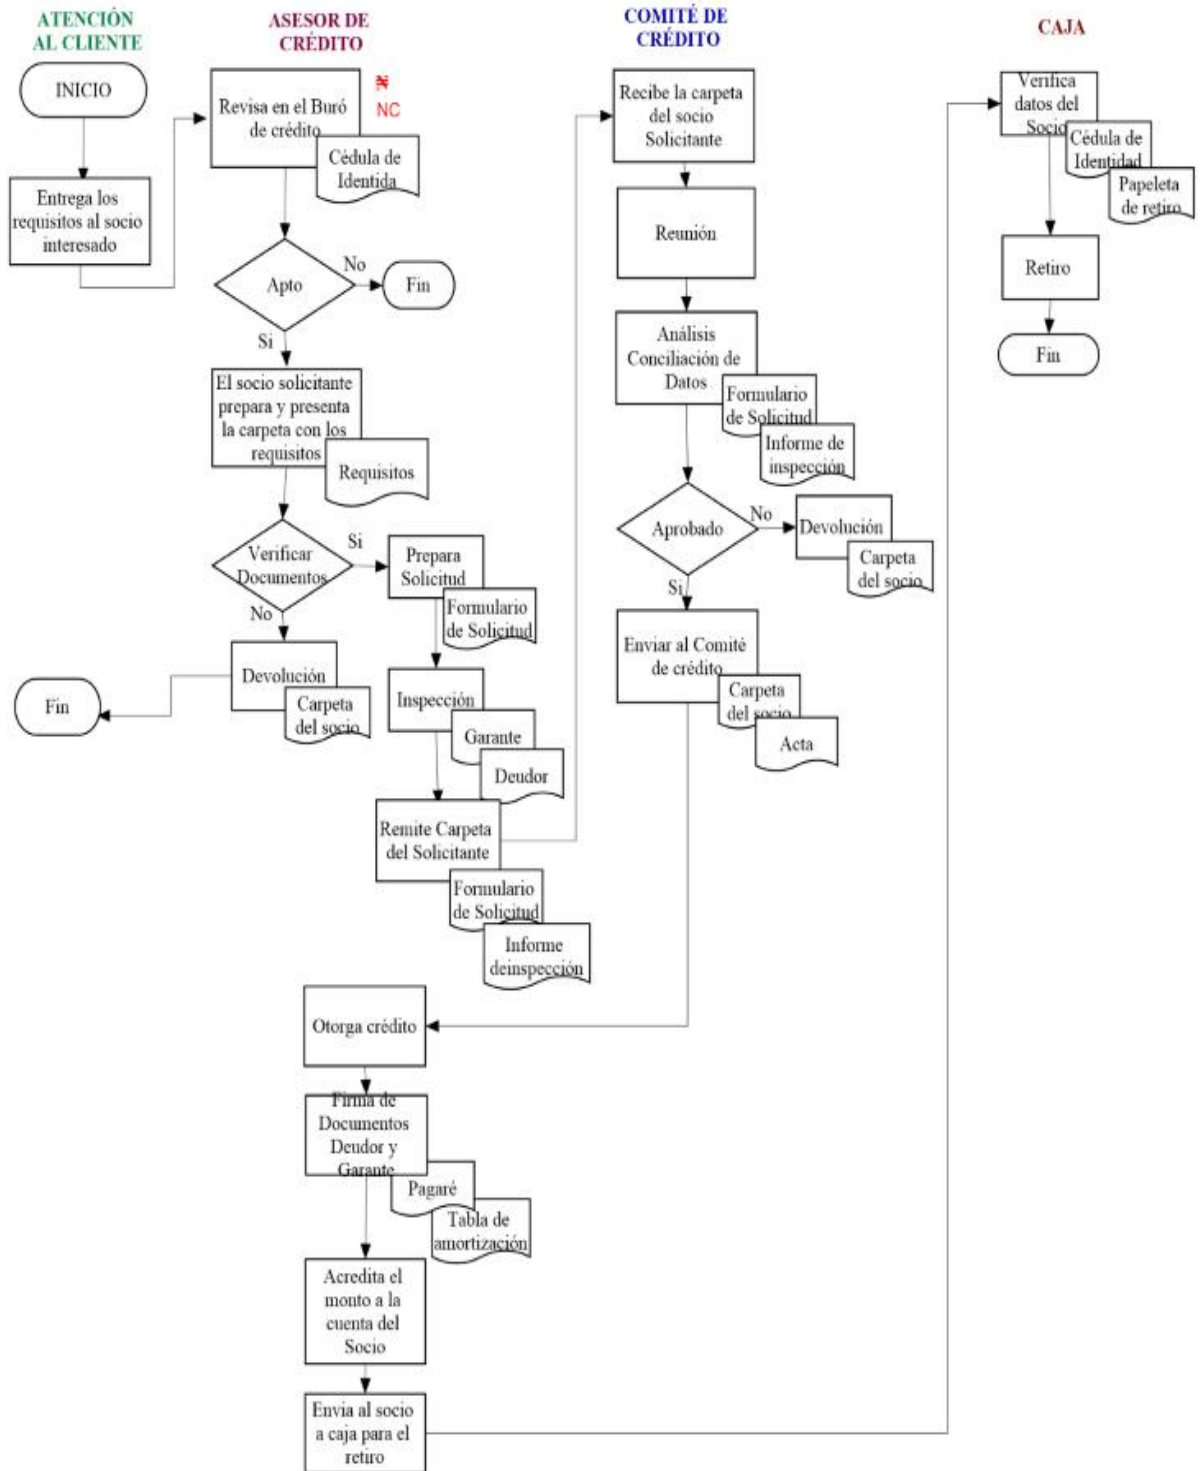 ATENCIÓN
AL CLIENTE
INICIO
Entrega los
requisitos al socio
interesado
ASESOR DE
CRÉDITO
Revisa en el Buró
de crédito
N
NC
Cédula de
Identida
Apto
No
Fin
Si
El socio solicitante
prepara y presenta
la carpeta con los
requisitos
Requisitos
Verificar
Documentos
Si
No
Devolución
Carpeta
del socio
Fin
Prepara
Solicitud
Formulario
de Solicitud
Inspección
Garante
Deudor
Remite Carpeta
del Solicitante
Formulario
de Solicitud
Informe
deinspección
COMITÉ DE
CRÉDITO
Recibe la carpeta
del socio
Solicitante
Reunión
Análisis
Conciliación de
Datos
Formulario
de Solicitud
Informe de
inspección
Aprobado
No
Devolución
Carpeta
del socio
Si
Enviar al Comité
de crédito
Carpeta
del socio
Acta
Otorga crédito
Firma de
Documentos
Deudor y
Garante
Pagaré
Tabla de
amortización
Acredita el
monto a la
cuenta del
Socio
Envia al socio
a caja para el
retiro
CAJA
Verifica
datos del
Socio
Cédula de
Identidad
Papeleta
de retiro
Retiro
Fin